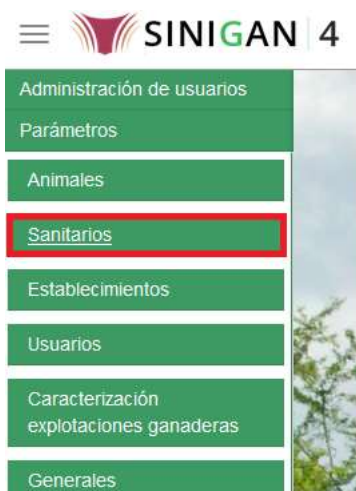 SINIGAN 4
Administración de usuarios
Parámetros
Animales
Sanitarios
Establecimientos
Usuarios
Caracterización
explotaciones ganaderas
Generales